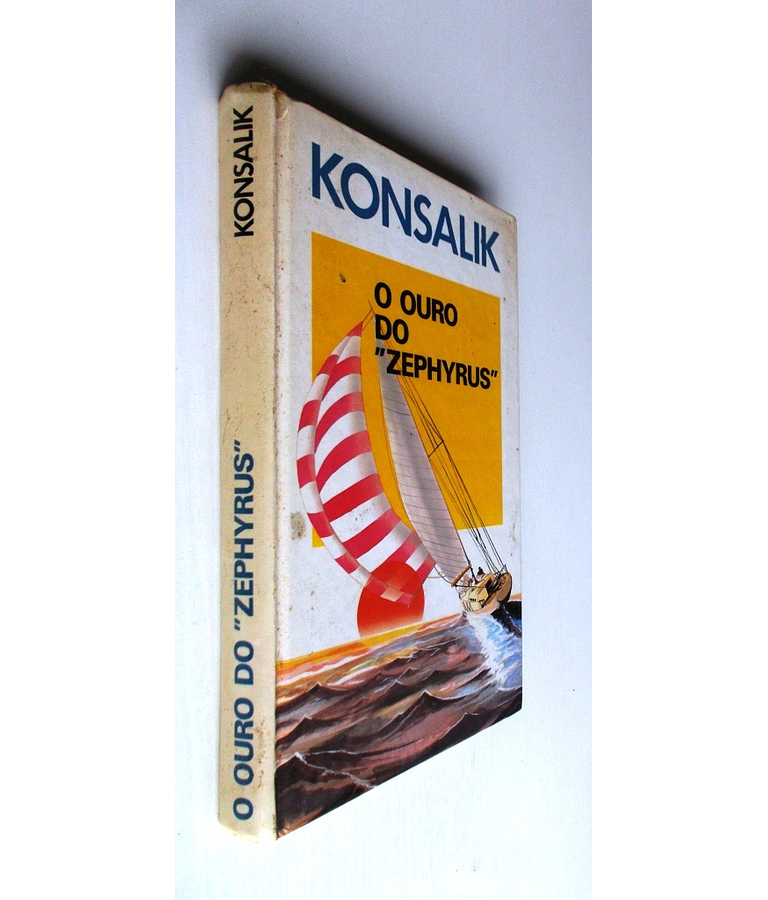 KONSALIK
O OURO
DO
"ZEPHYRUS"
O OURO DO "ZEPHYRUS" KONSALIK